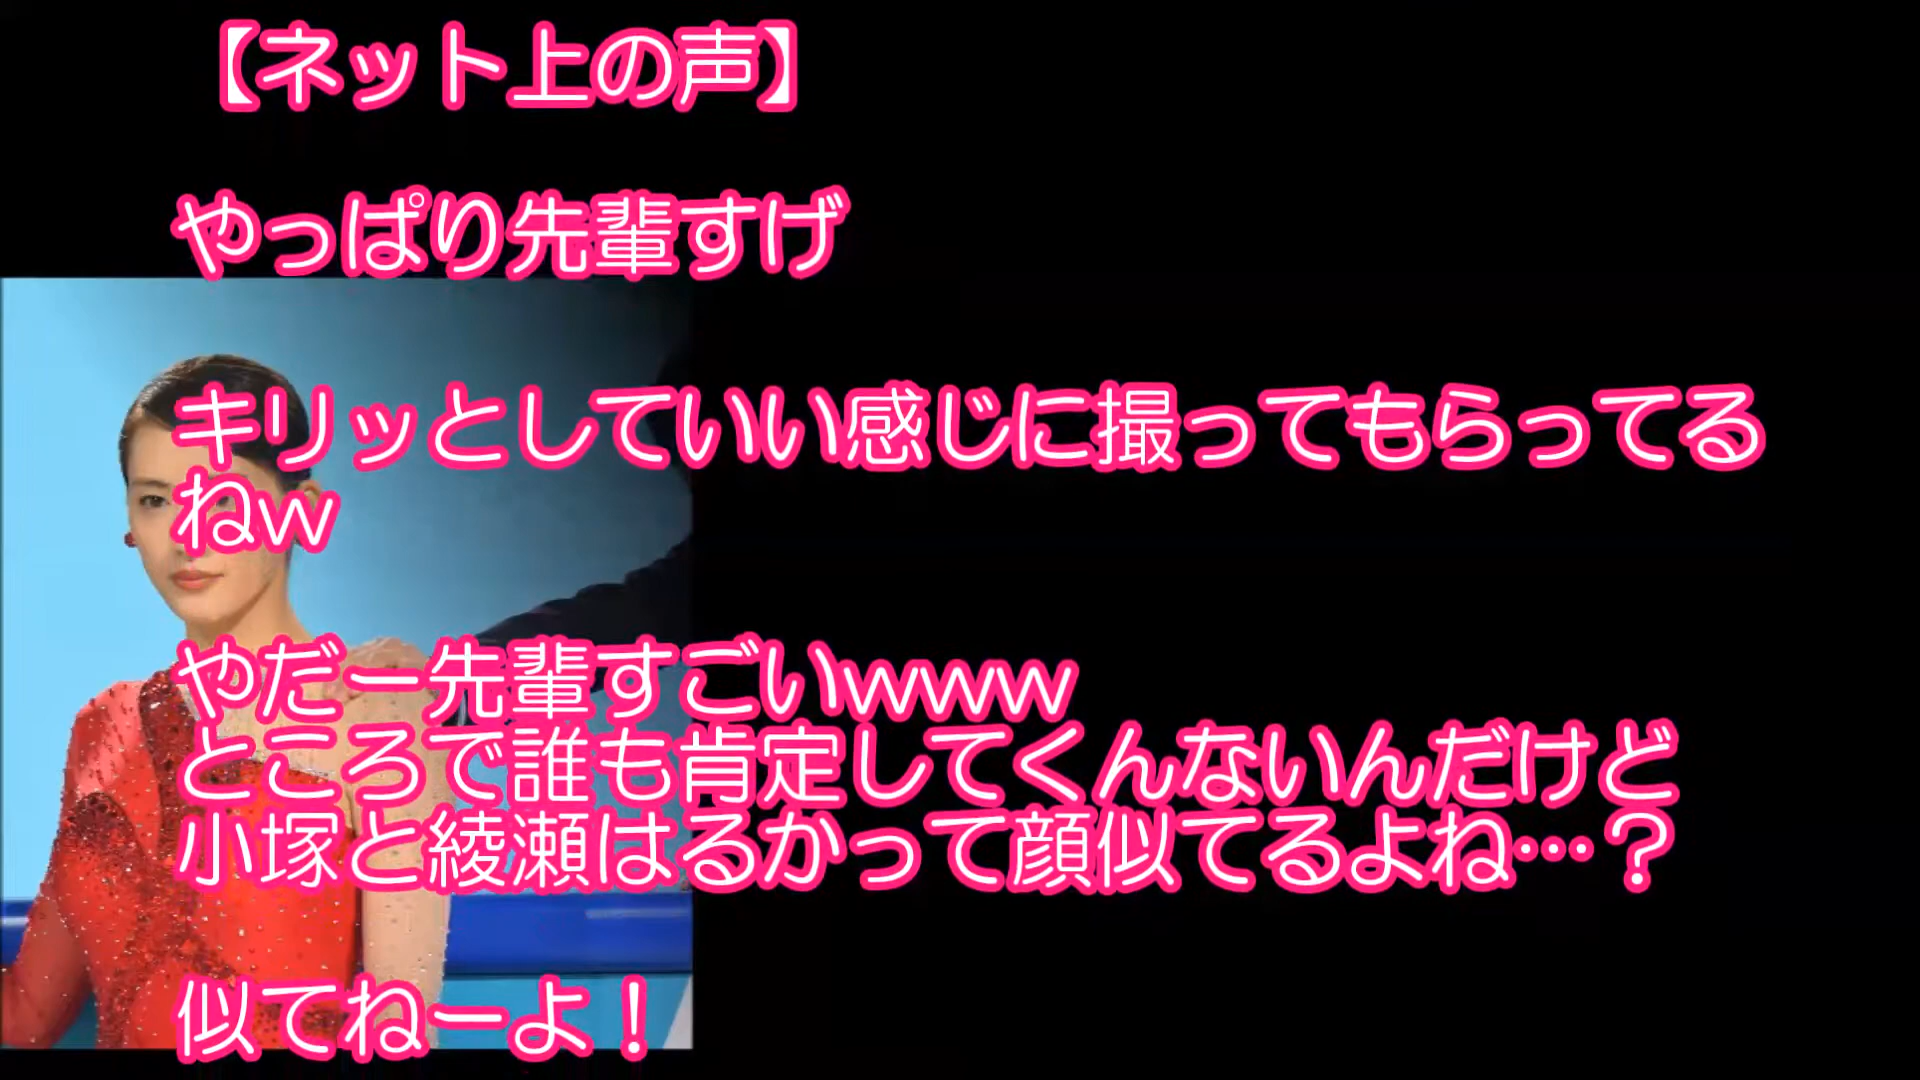 【ネット上の声】
やっぱり先輩すげ
キリッとしていい感じに撮ってもらってる
ねw
やだー先輩すごいwww
ところで誰も肯定してくんないんだけど
小塚と綾瀬はるかって顔似てるよね…？
似てねーよ！